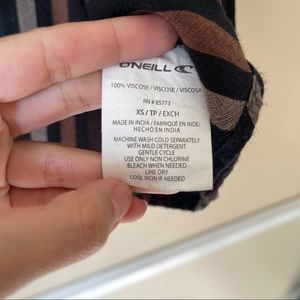 O'NEILL
100% VISCOSE / VISCOSE / VISCOSA
RN # 85773
XS / TP / EXCH
MADE IN INDIA / FABRIQUÉ EN INDE/
HECHO EN INDIA
MACHINE WASH COLD SEPARATELY
WITH MILD DETERGENT
GENTLE CYCLE
USE ONLY NON CHLORINE
BLEACH IF NEEDED
LINE DRY
COOL IRON IF NEEDED